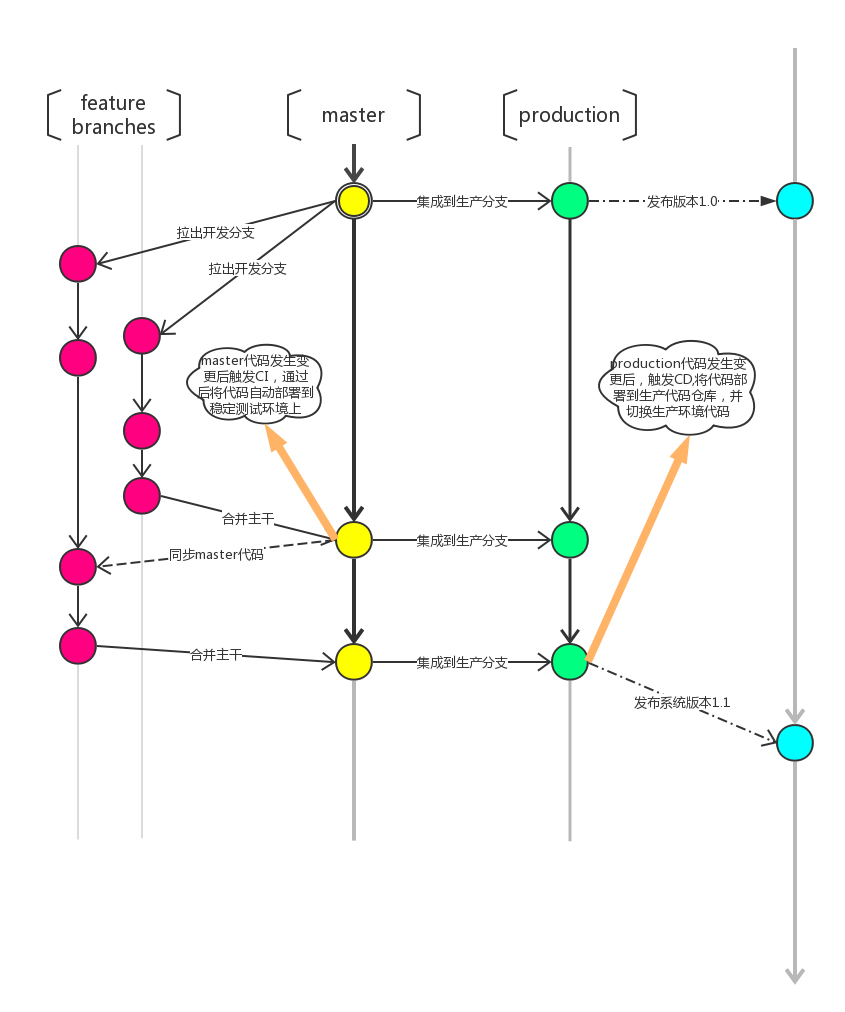 feature
branches
master
production
集成到生产分支
发布版本1.0
拉出开发分支
拉出开发分支
master代码发生变
更后触发CI，通过
后将代码自动部署到
稳定测试环境上
production代码发生变
更后，触发CD,将代码部
署到生产代码仓库，并
切换生产环境代码
合并主干
集成到生产分支
同步master代码
合并主干
集成到生产分支
发布系统版本1.1